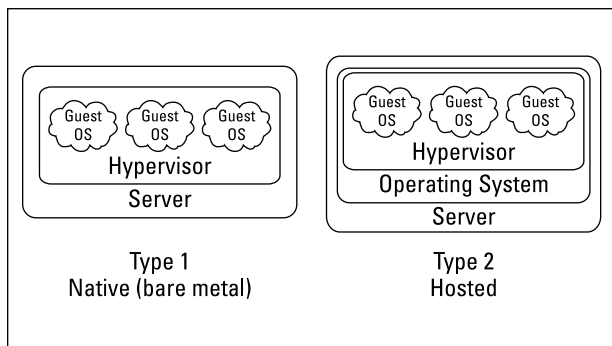 Guest
OS
Guest
OS
Guest
OS
Hypervisor
Server
Type 1
Native (bare metal)
Guest
OS
Guest
OS
Guest
OS
Hypervisor
Operating System
Server
Type 2
Hosted